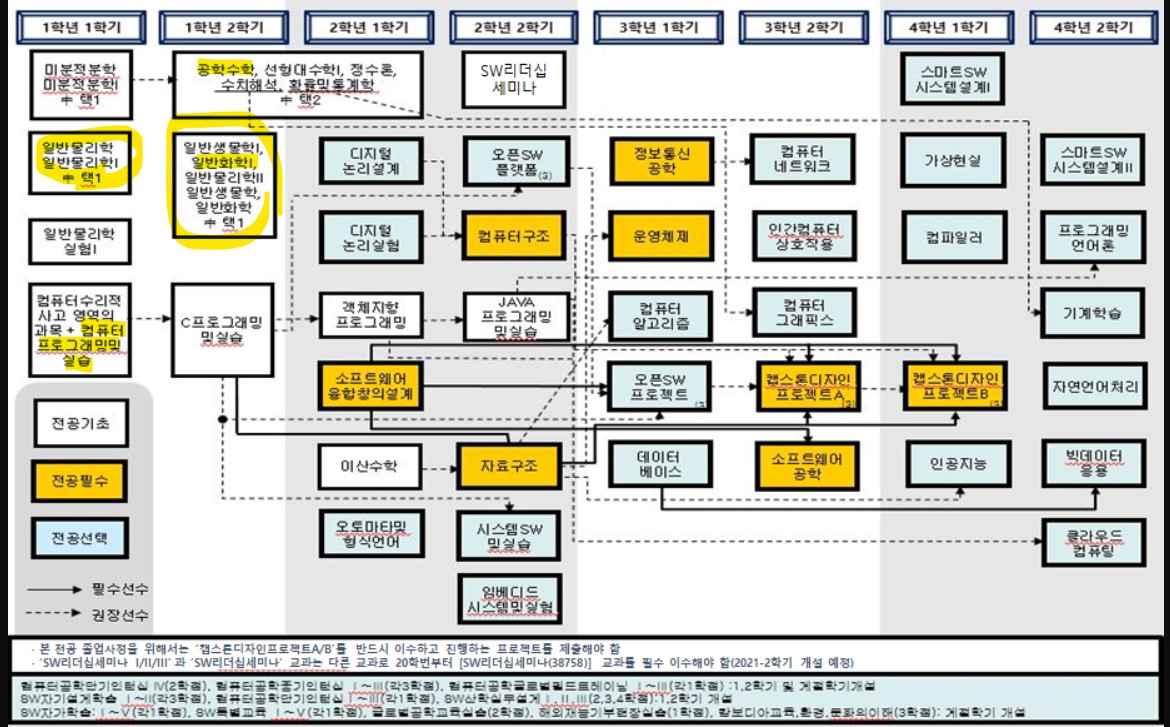 1학년 1학기
1학년 2학기
2학년 1학기
2학년 2학기
3학년 1학기
3학년 2학기
4학년 1학기
4학년 2학기
미분적분학
미분적분학I
中 택1
공학수학, 선형대수학I, 정수론,
수치해석, 확률및통계학
中 택2
SW리더십
세미나
스마트SW
시스템설계I
일반물리학
일반물리학I
中 택1
일반생물학I,
일반화학I,
일반물리학II
일반생물학,
일반화학
中 택1
디지털
논리설계
오픈SW
플랫폼(3)
정보통신
공학
컴퓨터
네트워크
가상현실
스마트SW
시스템설계II
일반물리학
실험I
디지털
논리실험
컴퓨터구조
운영체제
인간컴퓨터
상호작용
컴파일러
프로그래밍
언어론
컴퓨터수리적
사고 영역의
과목 + 컴퓨터
프로그래밍및
실습
C프로그래밍
및실습
객체지향
프로그래밍
JAVA
프로그래밍
및실습
컴퓨터
알고리즘
컴퓨터
그래픽스
기계학습
소프트웨어
융합창의설계
오픈SW
프로젝트(3)
캡스톤디자인
프로젝트A(3)
캡스톤디자인
프로젝트B(3)
자연언어처리
전공기초
이산수학
자료구조
데이터
베이스
소프트웨어
공학
인공지능
빅데이터
응용
전공필수
전공선택
오토마타및
형식언어
시스템SW
및실습
클라우드
컴퓨팅
필수선수
권장선수
임베디드
시스템및실험
· 본 전공 졸업사정을 위해서는 '캡스톤디자인프로젝트A/B'를 반드시 이수하고 진행하는 프로젝트를 제출해야 함
· 'SW리더십세미나 I/II/III'과 'SW리더십세미나' 교과는 다른 교과로 20학번부터 [SW리더십세미나(38758)] 교과를 필수 이수해야 함(2021-2학기 개설 예정)
컴퓨터공학단기인턴십 IV(2학점), 컴퓨터공학중기인턴십 I~III(각3학점), 컴퓨터공학글로벌필드트레이닝 I~III(각1학점) :1,2학기 및 계절학기개설
SW자기설계학습 I~II(각3학점), 컴퓨터공학단기인턴십 I~III(각1학점), SW산학실무설계 I, II, III(2,3,4학점):1,2학기 개설
SW자가학습: I~V(각1학점), SW특별교육 I~V(각1학점), 글로벌공학교육실습(2학점), 해외재능기부현장실습(1학점), 캄보디아교육,환경,문화의이해(3학점): 계절학기 개설